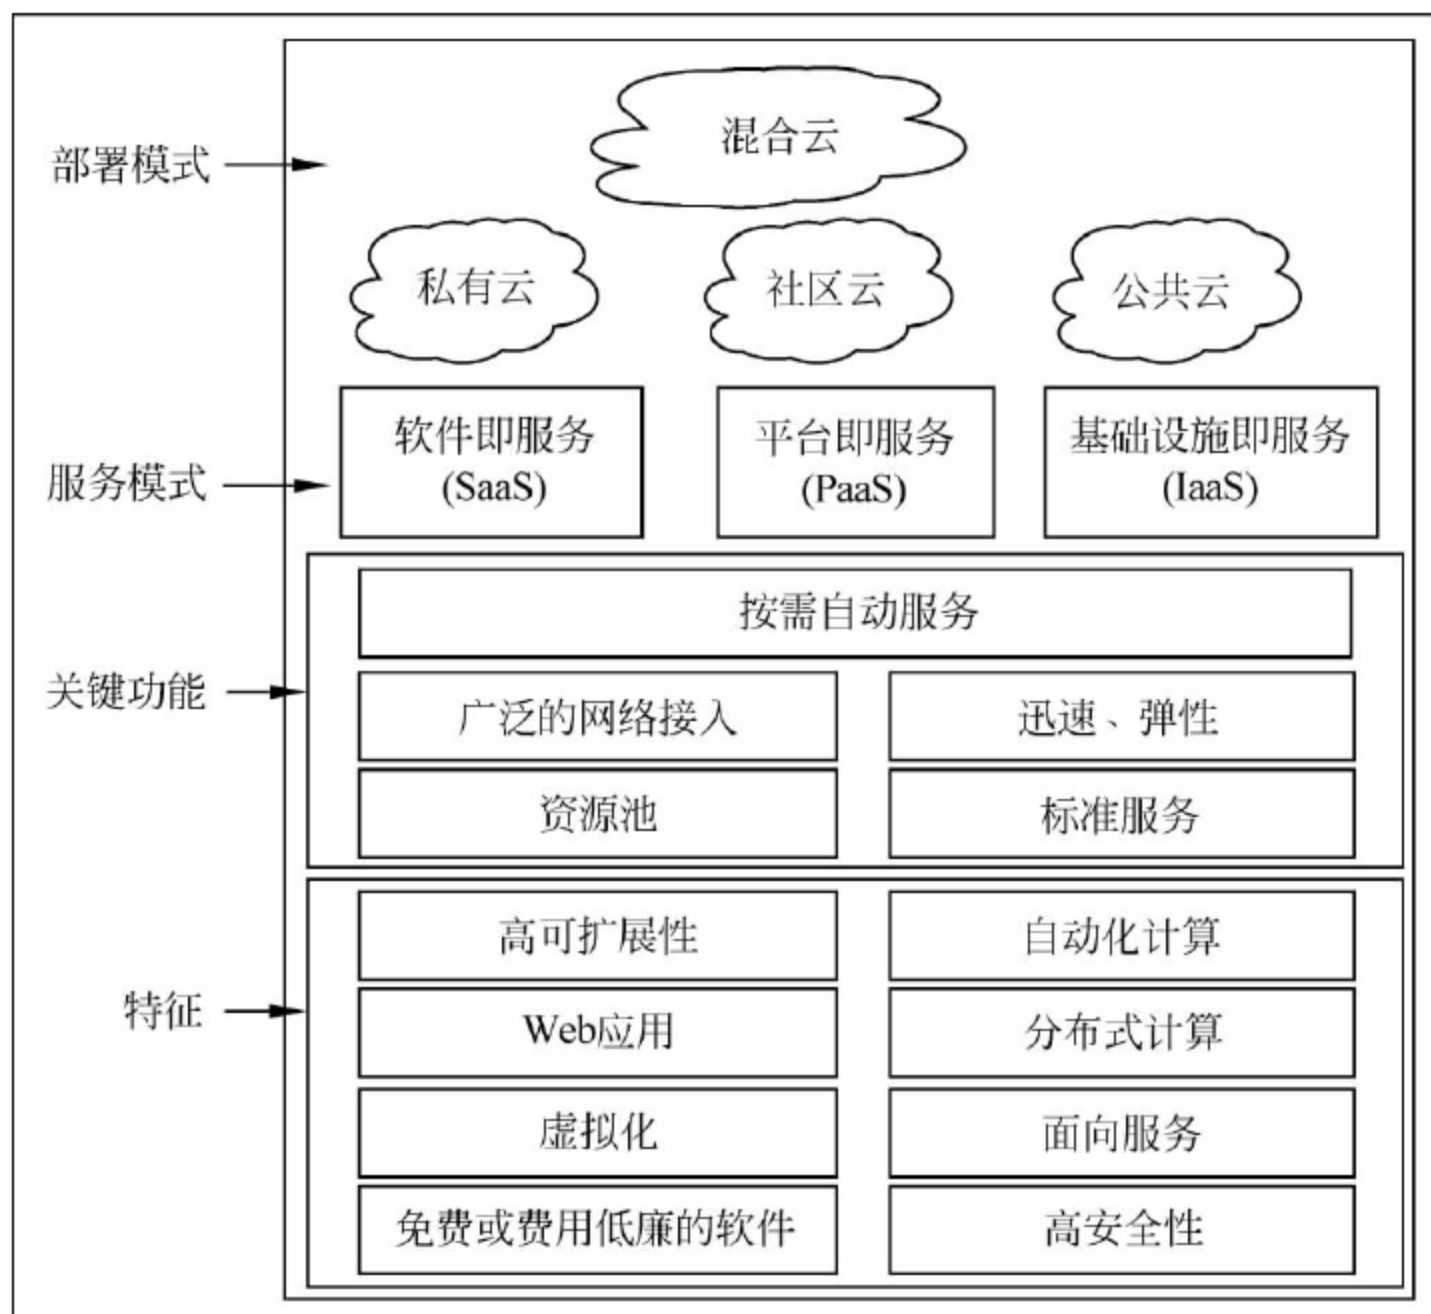 混合云
部署模式
私有云
社区云
公共云
软件即服务
(SaaS)
平台即服务
(PaaS)
基础设施即服务
(IaaS)
服务模式
按需自动服务
关键功能
广泛的网络接入
迅速、弹性
资源池
标准服务
高可扩展性
自动化计算
特征
Web应用
分布式计算
虚拟化
面向服务
免费或费用低廉的软件
高安全性